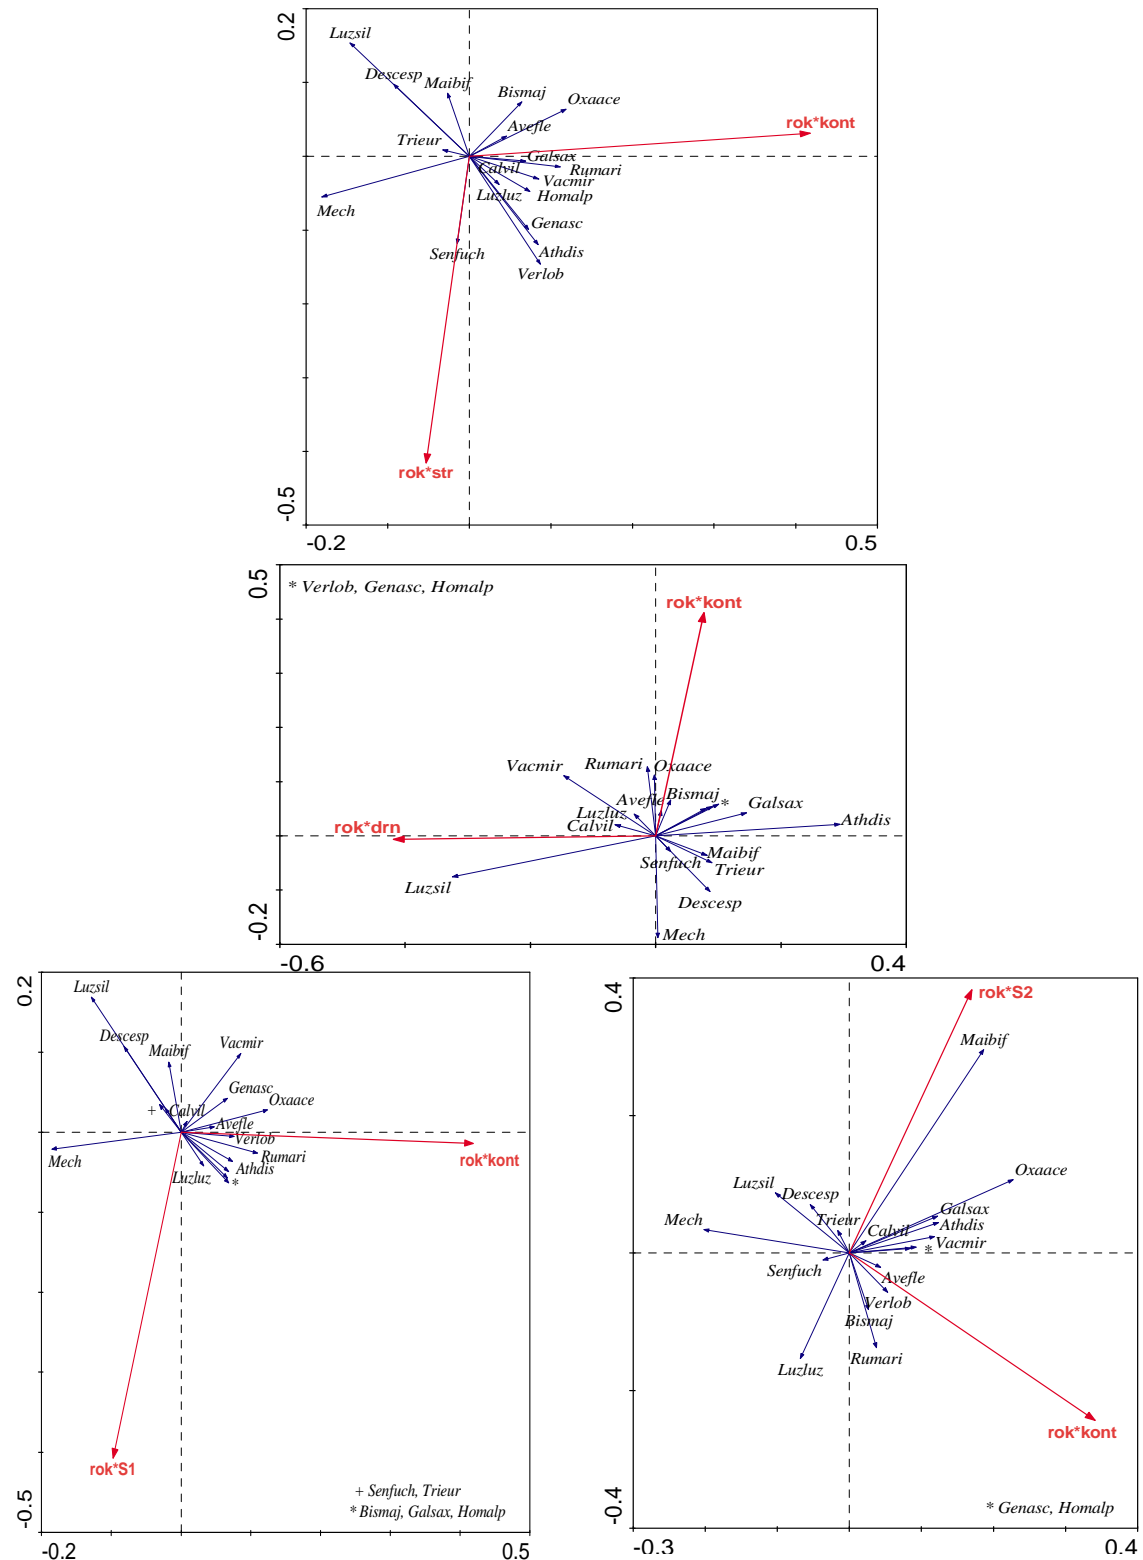 0.2
Luzsil
Descesp
Maibif
Bismaj
Oxaace
Avefle
rok*kont
Trieur
Galsax
Calvil
Rumari
Vacmir
Luzluz
Homalp
Mech
Genasc
Senfuch
Athdis
Verlob
rok*str
-0.5
-0.2
0.5
0.5
* Verlob, Genasc, Homalp
rok*kont
Vacmir
Rumari
Oxaace
Avefle
Bismaj
*
Galsax
Luzluz
Calvil
Athdis
rok*drn
Maibif
Senfuch
Trieur
Luzsil
Descesp
Mech
-0.2
-0.6
0.4
0.2
Luzsil
Descesp
Maibif
Vacmir
Genasc
+
Calvil
Oxaace
Avefle
Verlob
Mech
Rumari
rok*kont
Luzluz
Athdis
*
rok*S1
+ Senfuch, Trieur
* Bismaj, Galsax, Homalp
-0.5
-0.2
0.5
0.4
rok*S2
Maibif
Luzsil
Descesp
Oxaace
Mech
Trieur
Galsax
Calvil
Athdis
Vacmir
*
Senfuch
Avefle
Verlob
Bismaj
Luzluz
Rumari
rok*kont
* Genasc, Homalp
-0.4
-0.3
0.4